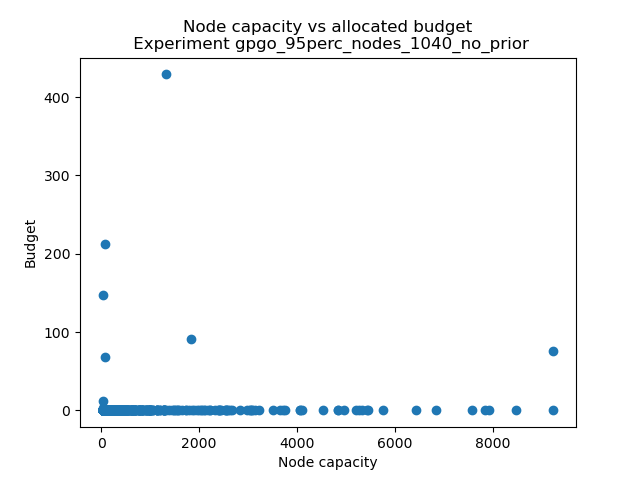 Node capacity vs allocated budget
Experiment gpgo_95perc_nodes_1040_no_prior
400
300
200
100
0
Budget
0 2000 4000 6000 8000
Node capacity